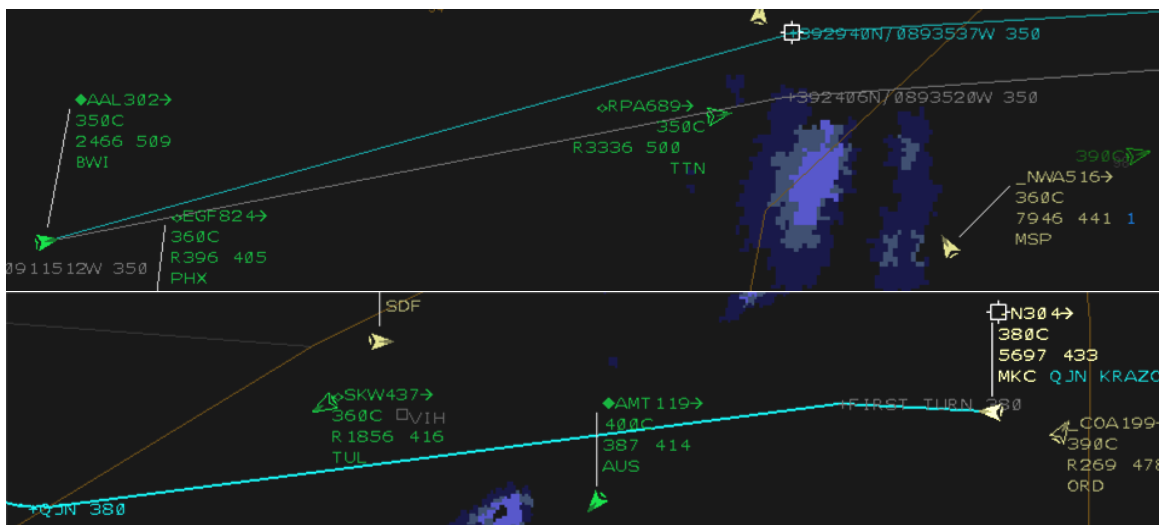 +392940N/0893537W 350
◆AAL302→
350C
2466 509
BWI
◇RPA689→
350C
R3336 500
TTN
+392406N/0893520W 350
390C
_NWA516→
360C
7946 441 1
MSP
◇EGF824→
360C
R396 405
PHX
0911512W 350
SDF
N304→
380C
5697 433
MKC QJN KRAZO
◇SKW437→
360C
□VIH
R1856 416
TUL
◆AMT119→
400C
387 414
AUS
+FIRST TURN 380
_COA199
390C
R269 478
ORD
+QJN 380